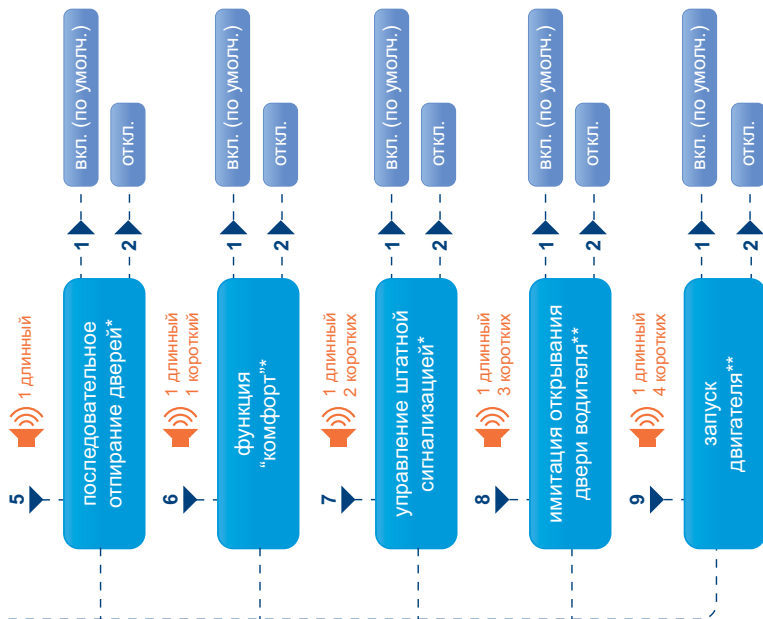 5
1 длинный
последовательное
отпирание дверей*
1
вкл. (по умолч.)
2
откл.
6
1 длинный
1 короткий
функция
“комфорт”*
1
вкл. (по умолч.)
2
откл.
7
1 длинный
2 коротких
управление штатной
сигнализацией*
1
вкл. (по умолч.)
2
откл.
8
1 длинный
3 коротких
имитация открывания
двери водителя**
1
вкл. (по умолч.)
2
откл.
9
1 длинный
4 коротких
запуск
двигателя**
1
вкл. (по умолч.)
2
откл.